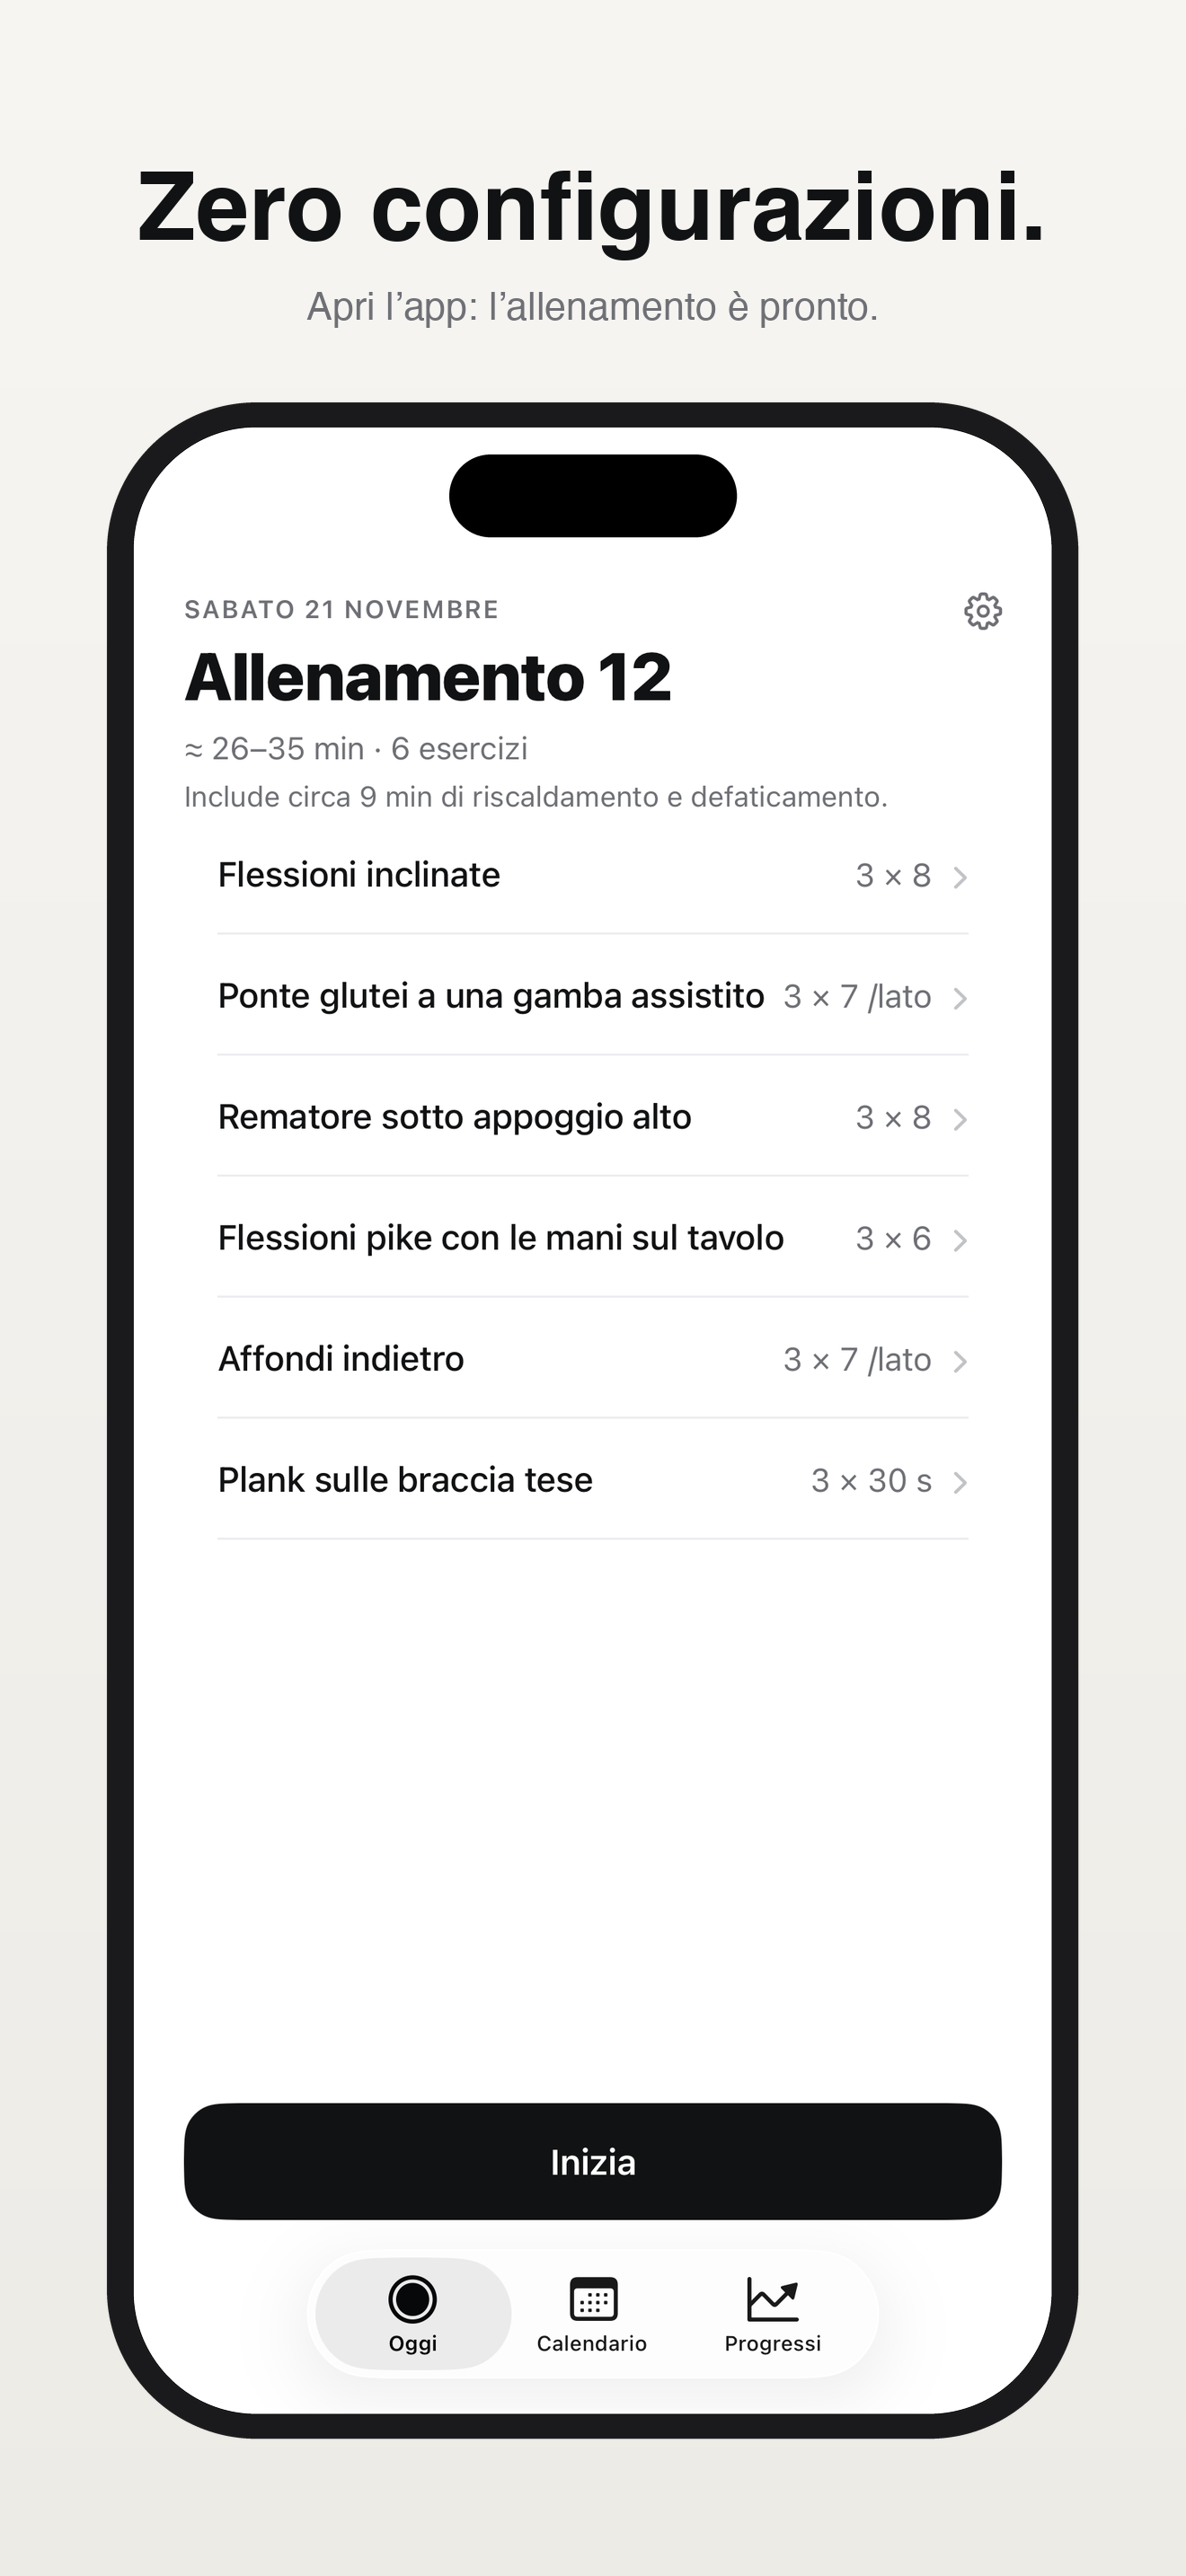 Zero configurazioni.
Apri l’app: l’allenamento è pronto.
SABATO 21 NOVEMBRE
Allenamento 12
≈ 26–35 min · 6 esercizi
Include circa 9 min di riscaldamento e defaticamento.
Flessioni inclinate 3 × 8
Ponte glutei a una gamba assistito 3 × 7 /lato
Rematore sotto appoggio alto 3 × 8
Flessioni pike con le mani sul tavolo 3 × 6
Affondi indietro 3 × 7 /lato
Plank sulle braccia tese 3 × 30 s
Inizia
Oggi Calendario Progressi